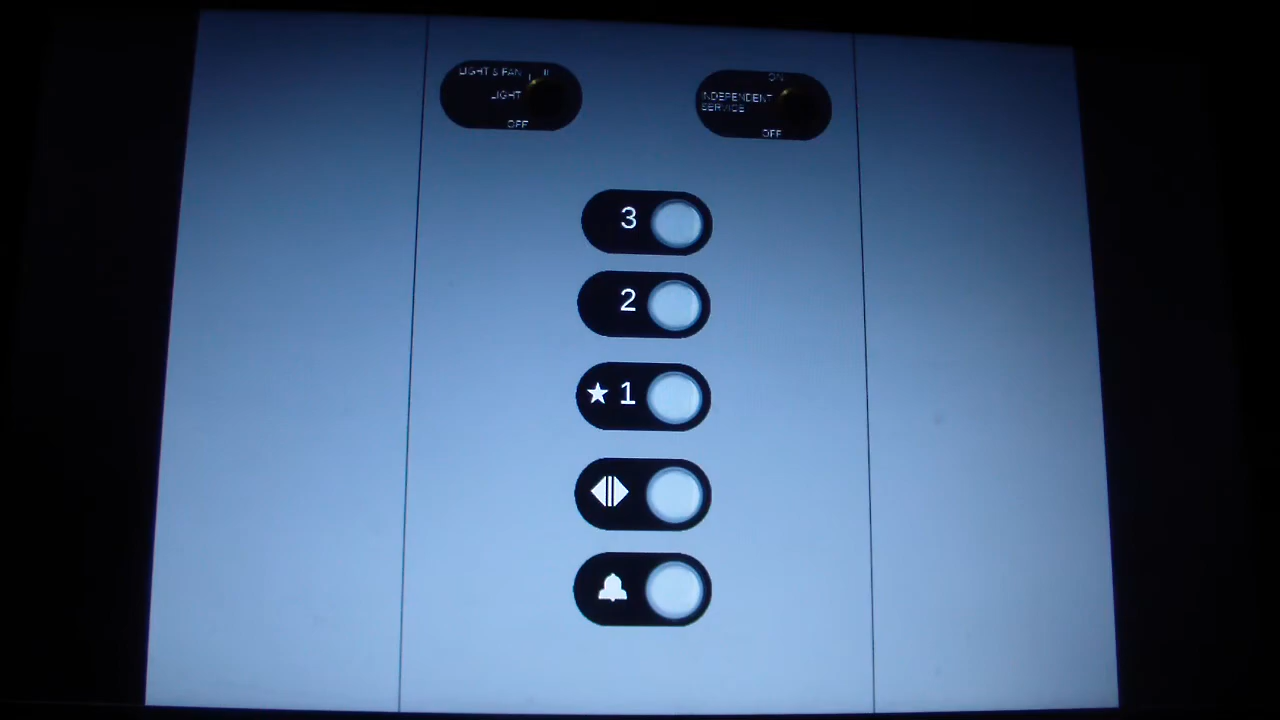 LIGHT & FAN
LIGHT
OFF
ON
INDEPENDENT
SERVICE
OFF
3
2
★ 1